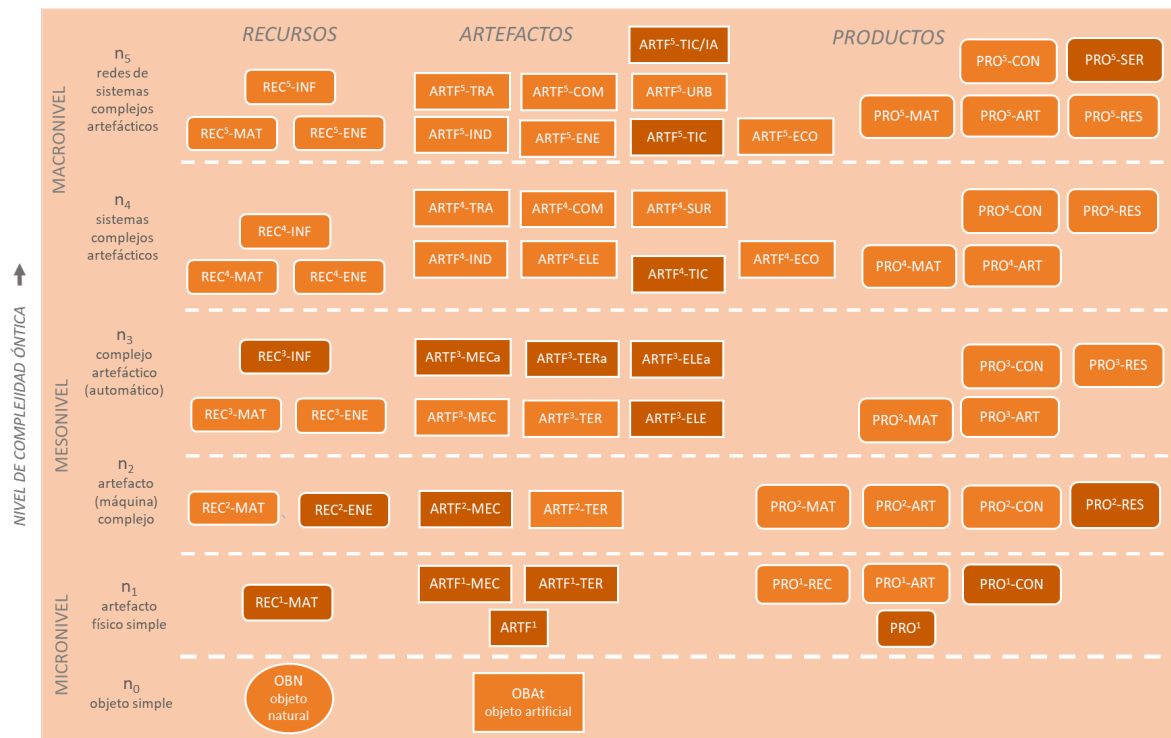 RECURSOS
ARTEFACTOS
PRODUCTOS
NIVEL DE COMPLEJIDAD ÓNTICA
MACRONIVEL
n₅
redes de
sistemas
complejos
artefácticos
REC⁵-INF
REC⁵-MAT
REC⁵-ENE
ARTF⁵-TIC/IA
ARTF⁵-TRA
ARTF⁵-COM
ARTF⁵-URB
ARTF⁵-IND
ARTF⁵-ENE
ARTF⁵-TIC
ARTF⁵-ECO
PRO⁵-CON
PRO⁵-SER
PRO⁵-MAT
PRO⁵-ART
PRO⁵-RES
n₄
sistemas
complejos
artefácticos
REC⁴-INF
REC⁴-MAT
REC⁴-ENE
ARTF⁴-TRA
ARTF⁴-COM
ARTF⁴-SUR
ARTF⁴-IND
ARTF⁴-ELE
ARTF⁴-TIC
ARTF⁴-ECO
PRO⁴-CON
PRO⁴-RES
PRO⁴-MAT
PRO⁴-ART
MESONIVEL
n₃
complejo
artefáctico
(automático)
REC³-INF
REC³-MAT
REC³-ENE
ARTF³-MECa
ARTF³-TERa
ARTF³-ELEa
ARTF³-MEC
ARTF³-TER
ARTF³-ELE
PRO³-CON
PRO³-RES
PRO³-MAT
PRO³-ART
n₂
artefacto
(máquina)
complejo
REC²-MAT
REC²-ENE
ARTF²-MEC
ARTF²-TER
PRO²-MAT
PRO²-ART
PRO²-CON
PRO²-RES
MICRONIVEL
n₁
artefacto
físico simple
REC¹-MAT
ARTF¹-MEC
ARTF¹-TER
ARTF¹
PRO¹-REC
PRO¹-ART
PRO¹-CON
PRO¹
n₀
objeto simple
OBN
objeto
natural
OBAt
objeto artificial